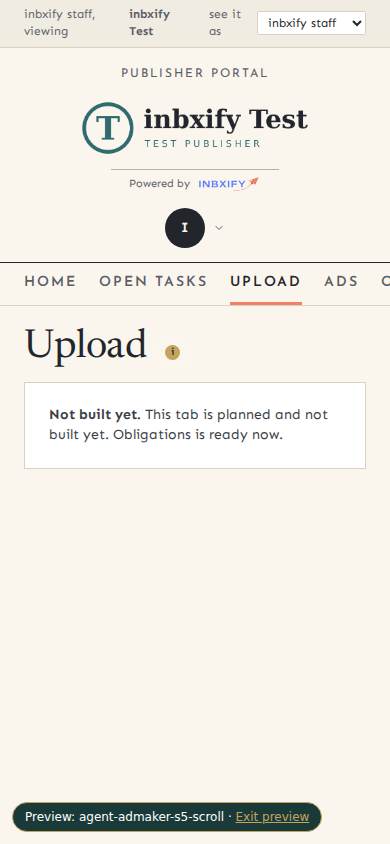 inbxify staff, viewing
inbxify Test
see it as
inbxify staff
PUBLISHER PORTAL
T inbxify Test
TEST PUBLISHER
Powered by INBXIFY
I
HOME OPEN TASKS UPLOAD ADS
Upload i
Not built yet. This tab is planned and not
built yet. Obligations is ready now.
Preview: agent-admaker-s5-scroll · Exit preview